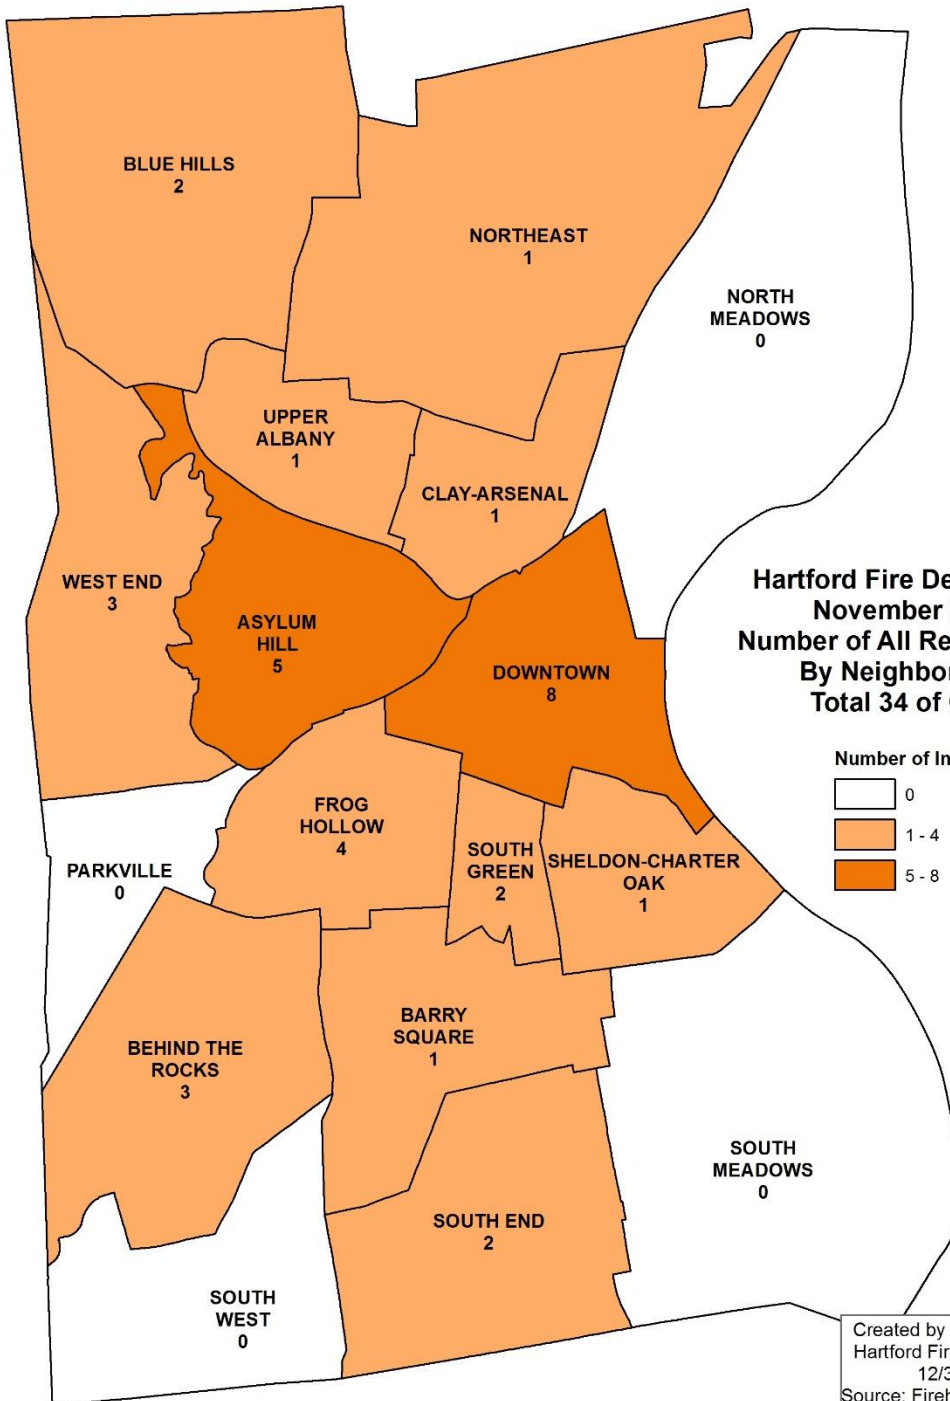 BLUE HILLS
2
NORTHEAST
1
NORTH
MEADOWS
0
UPPER
ALBANY
1
CLAY-ARSENAL
1
WEST END
3
ASYLUM
HILL
5
DOWNTOWN
8
Hartford Fire De
November
Number of All Re
By Neighbor
Total 34 of
Number of In
0
1 - 4
5 - 8
FROG
HOLLOW
4
SOUTH
GREEN
2
SHELDON-CHARTER
OAK
1
PARKVILLE
0
BEHIND THE
ROCKS
3
BARRY
SQUARE
1
SOUTH
MEADOWS
0
SOUTH END
2
SOUTH
WEST
0
Created by
Hartford Fir
12/3
Source: Fireh